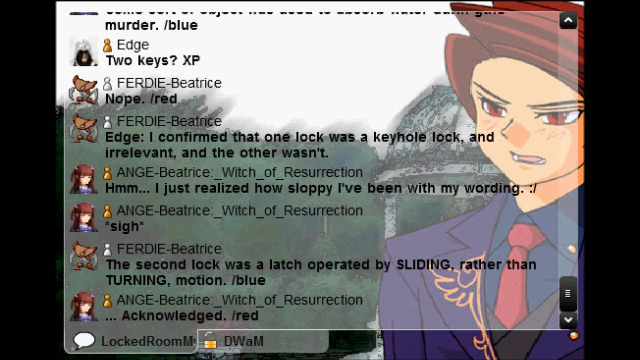 murder. /blue
Edge
Two keys? XP
FERDIE-Beatrice
Nope. /red
FERDIE-Beatrice
Edge: I confirmed that one lock was a keyhole lock, and
irrelevant, and the other wasn't.
ANGE-Beatrice:_Witch_of_Resurrection
Hmm... I just realized how sloppy I've been with my wording. :/
ANGE-Beatrice:_Witch_of_Resurrection
*sigh*
FERDIE-Beatrice
The second lock was a latch operated by SLIDING, rather than
TURNING, motion. /blue
ANGE-Beatrice:_Witch_of_Resurrection
... Acknowledged. /red
LockedRoomM
DWaM